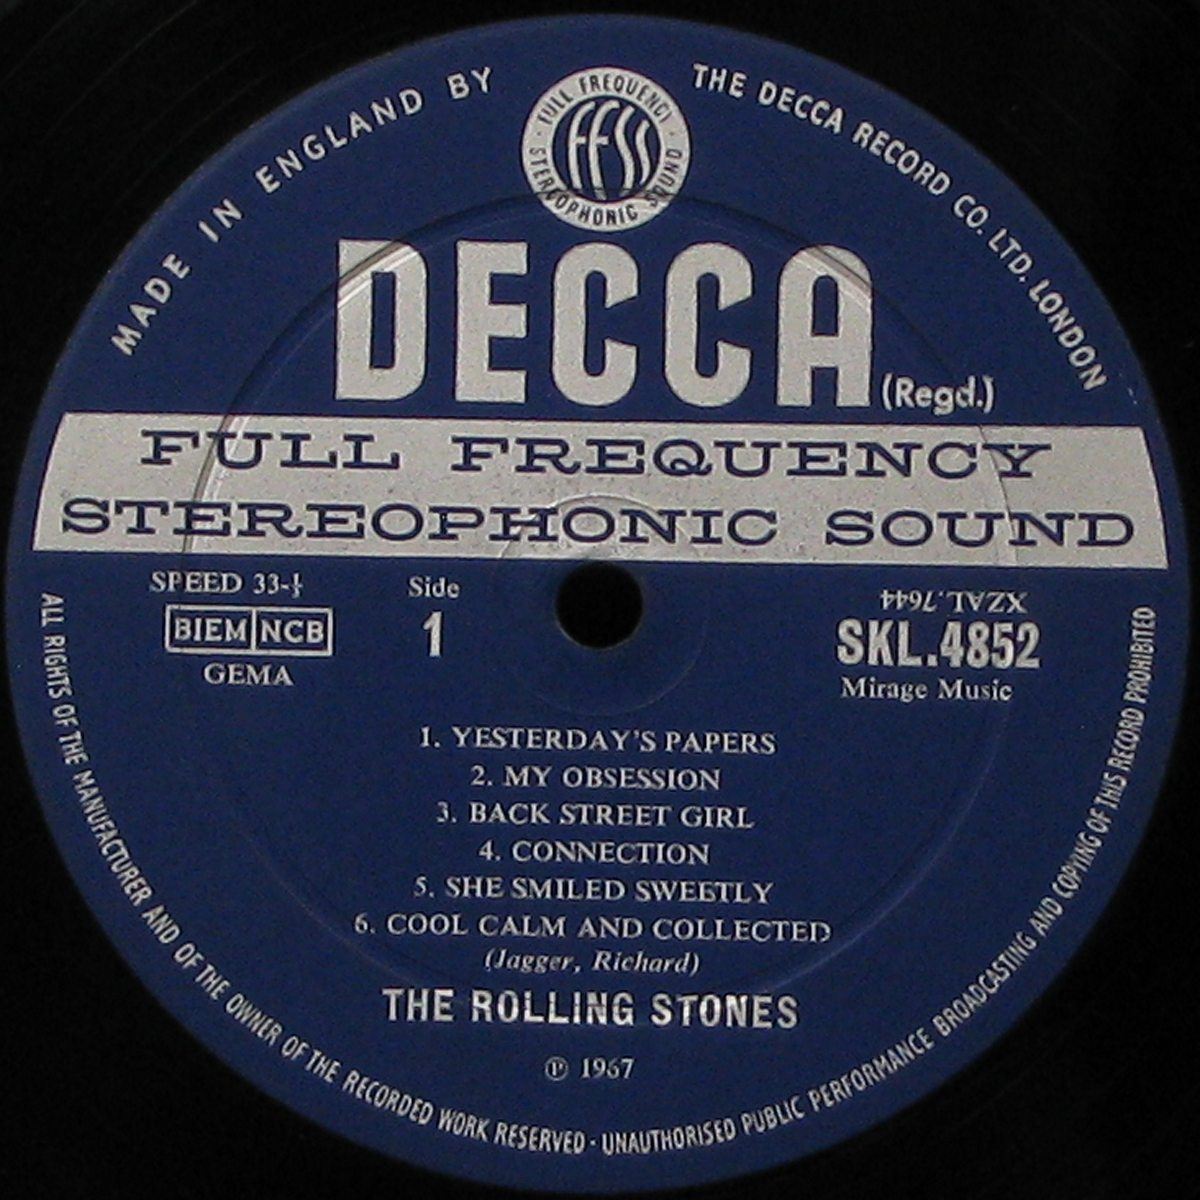 MADE IN ENGLAND BY
THE DECCA RECORD CO. LTD. LONDON
· FULL FREQUENCY · STEREOPHONIC SOUND
FFSS
DECCA (Regd.)
FULL FREQUENCY
STEREOPHONIC SOUND
SPEED 33-⅓
BIEM NCB
GEMA
Side
1
XZAL.7644
SKL.4852
Mirage Music
1. YESTERDAY'S PAPERS
2. MY OBSESSION
3. BACK STREET GIRL
4. CONNECTION
5. SHE SMILED SWEETLY
6. COOL CALM AND COLLECTED
(Jagger, Richard)
THE ROLLING STONES
℗ 1967
ALL RIGHTS OF THE MANUFACTURER AND OF THE OWNER OF THE RECORDED WORK RESERVED · UNAUTHORISED PUBLIC PERFORMANCE BROADCASTING AND COPYING OF THIS RECORD PROHIBITED